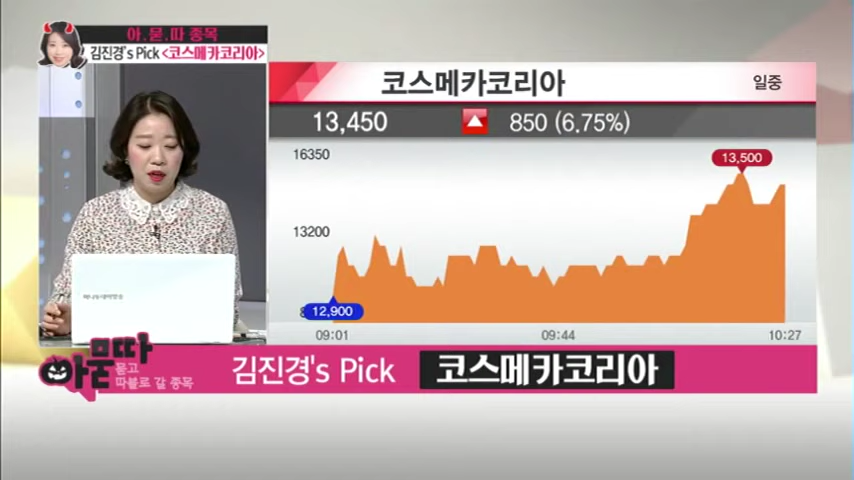 아.묻.따 종목
김진경's Pick <코스메카코리아>
코스메카코리아
일중
13,450 ▲ 850 (6.75%)
16350
13,500
13200
12,900
09:01 09:44 10:27
아묻따
묻고
따블로 갈 종목
김진경's Pick 코스메카코리아